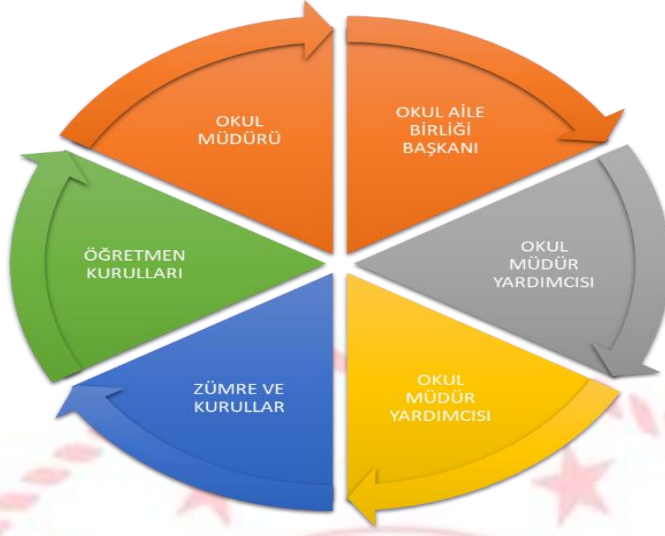 OKUL
MÜDÜRÜ
OKUL AİLE
BİRLİĞİ
BAŞKANI
OKUL
MÜDÜR
YARDIMCISI
OKUL
MÜDÜR
YARDIMCISI
ZÜMRE VE
KURULLAR
ÖĞRETMEN
KURULLARI